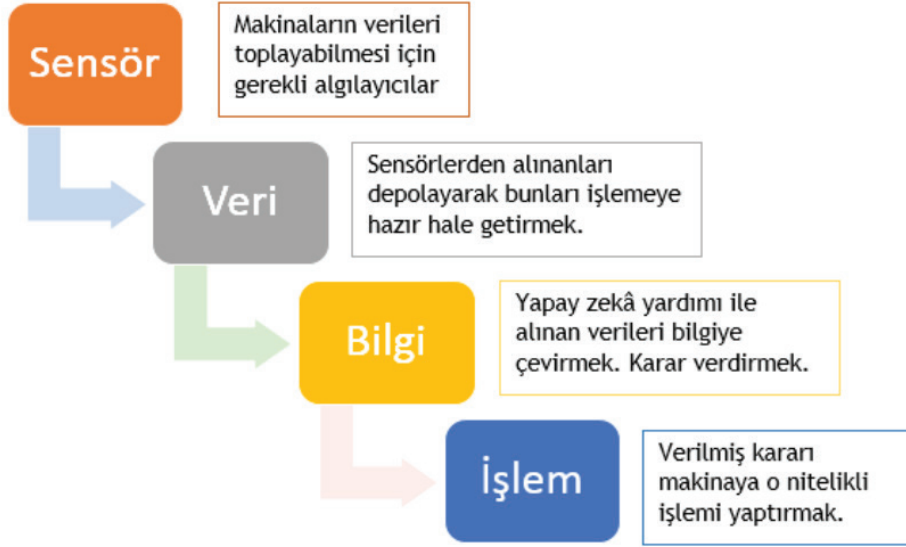 Sensör
Makinaların verileri
toplayabilmesi için
gerekli algılayıcılar
Veri
Sensörlerden alınanları
depolayarak bunları işlemeye
hazır hale getirmek.
Bilgi
Yapay zekâ yardımı ile
alınan verileri bilgiye
çevirmek. Karar verdirmek.
İşlem
Verilmiş kararı
makinaya o nitelikli
işlemi yaptırmak.